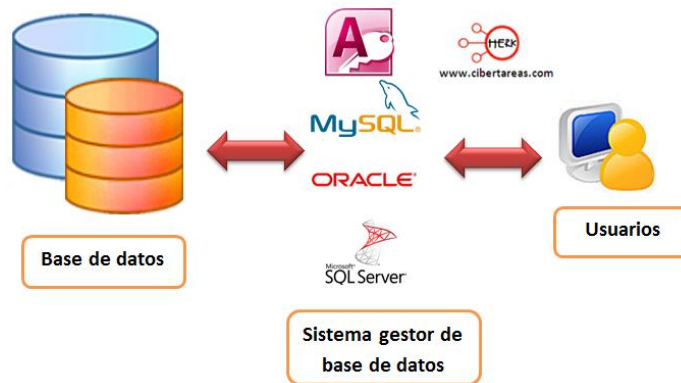 A
HERK
www.cibertareas.com
MySQL®
ORACLE®
Microsoft®
SQL Server®
Base de datos
Usuarios
Sistema gestor de
base de datos